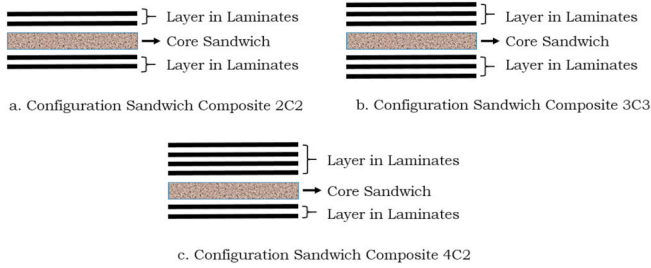 Layer in Laminates
Core Sandwich
Layer in Laminates
a. Configuration Sandwich Composite 2C2
Layer in Laminates
Core Sandwich
Layer in Laminates
b. Configuration Sandwich Composite 3C3
Layer in Laminates
Core Sandwich
Layer in Laminates
c. Configuration Sandwich Composite 4C2